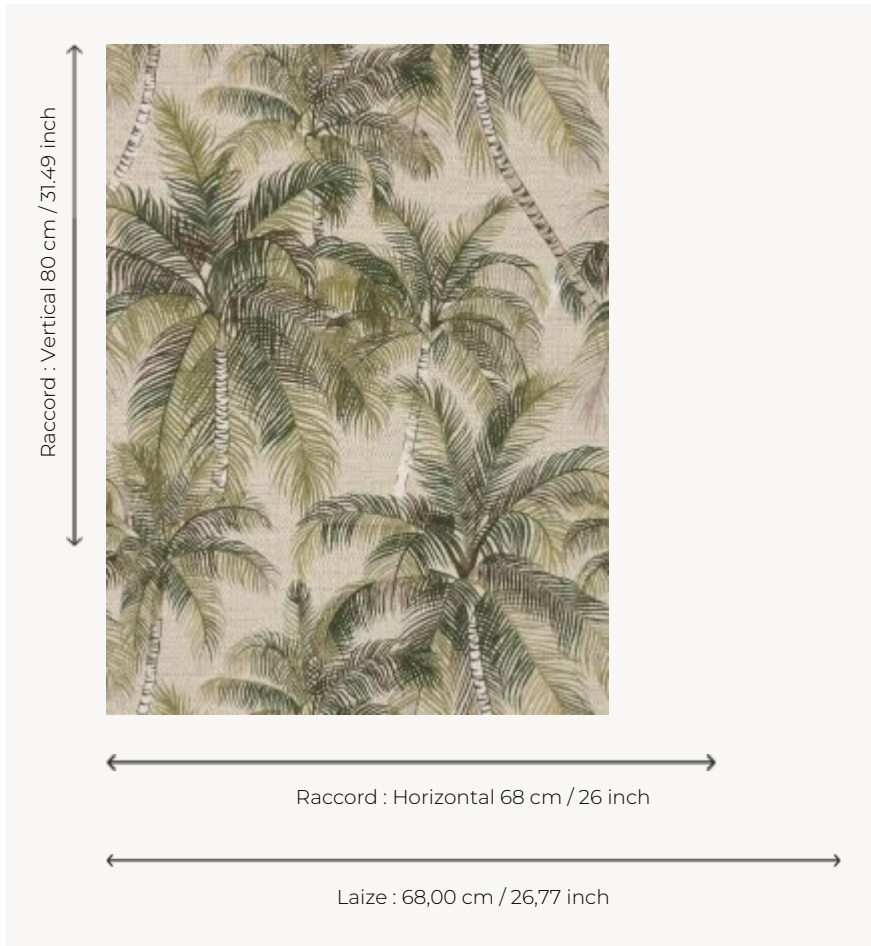 Raccord : Vertical 80 cm / 31.49 inch
Raccord : Horizontal 68 cm / 26 inch
Laize : 68,00 cm / 26,77 inch